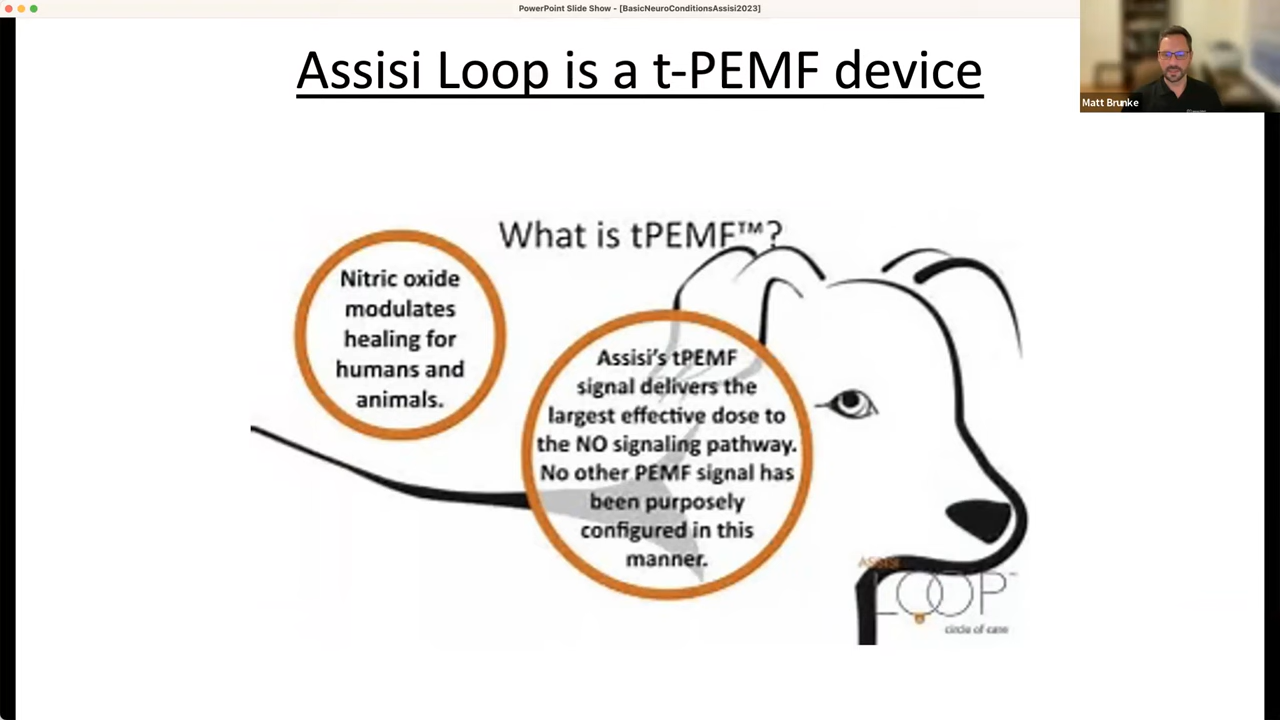 PowerPoint Slide Show - [BasicNeuroConditionsAssisi2023]
Assisi Loop is a t-PEMF device
Matt Brunke
What is tPEMF™?
Nitric oxide
modulates
healing for
humans and
animals.
Assisi's tPEMF
signal delivers the
largest effective dose to
the NO signaling pathway.
No other PEMF signal has
been purposely
configured in this
manner.
ASSISI
LOOP™
circle of care